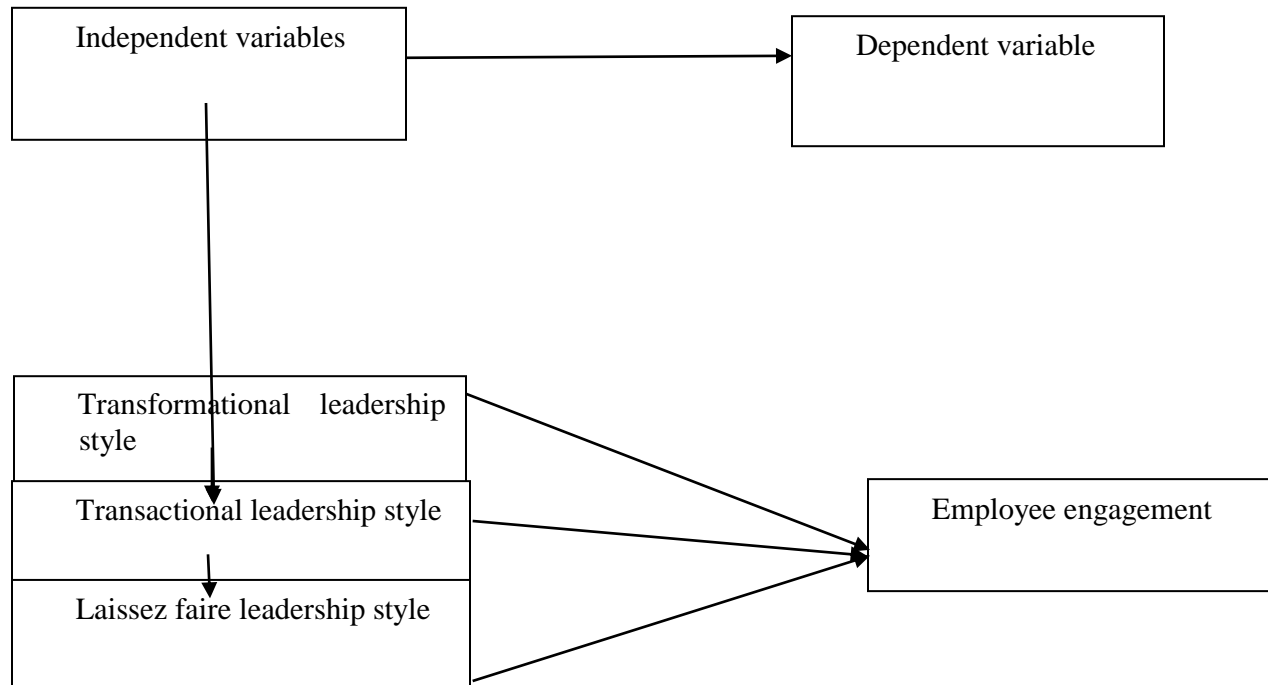 Independent variables
Dependent variable
Transformational leadership
style
Transactional leadership style
Employee engagement
Laissez faire leadership style